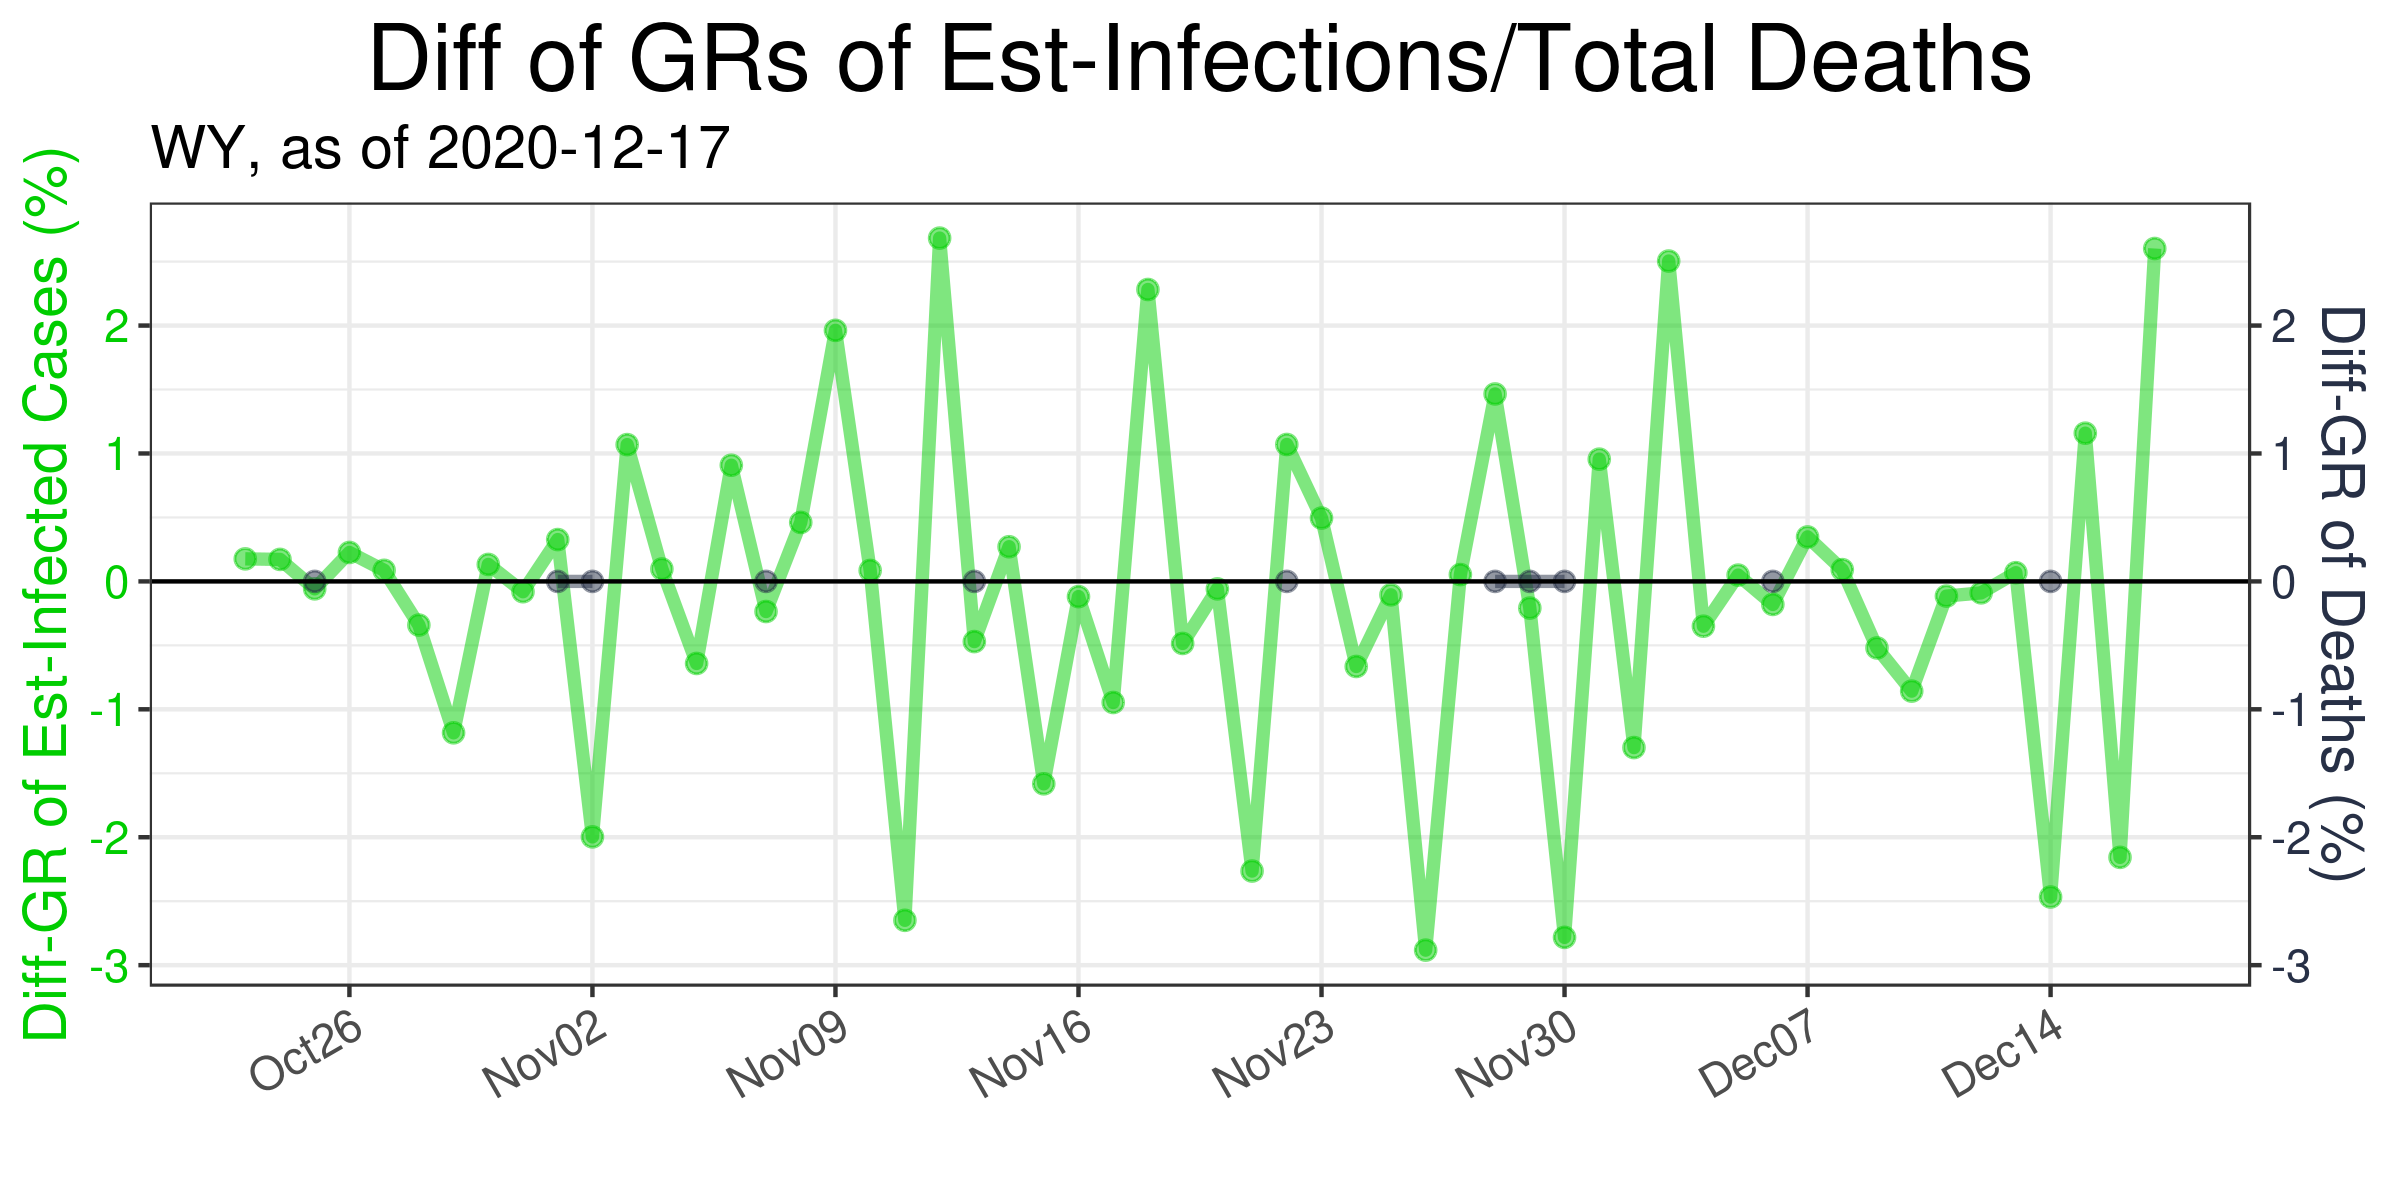 Diff of GRs of Est-Infections/Total Deaths
WY, as of 2020-12-17
Diff-GR of Est-Infected Cases (%)
2
1
0
-1
-2
-3
2
1
0
-1
-2
-3
Diff-GR of Deaths (%)
Oct26
Nov02
Nov09
Nov16
Nov23
Nov30
Dec07
Dec14